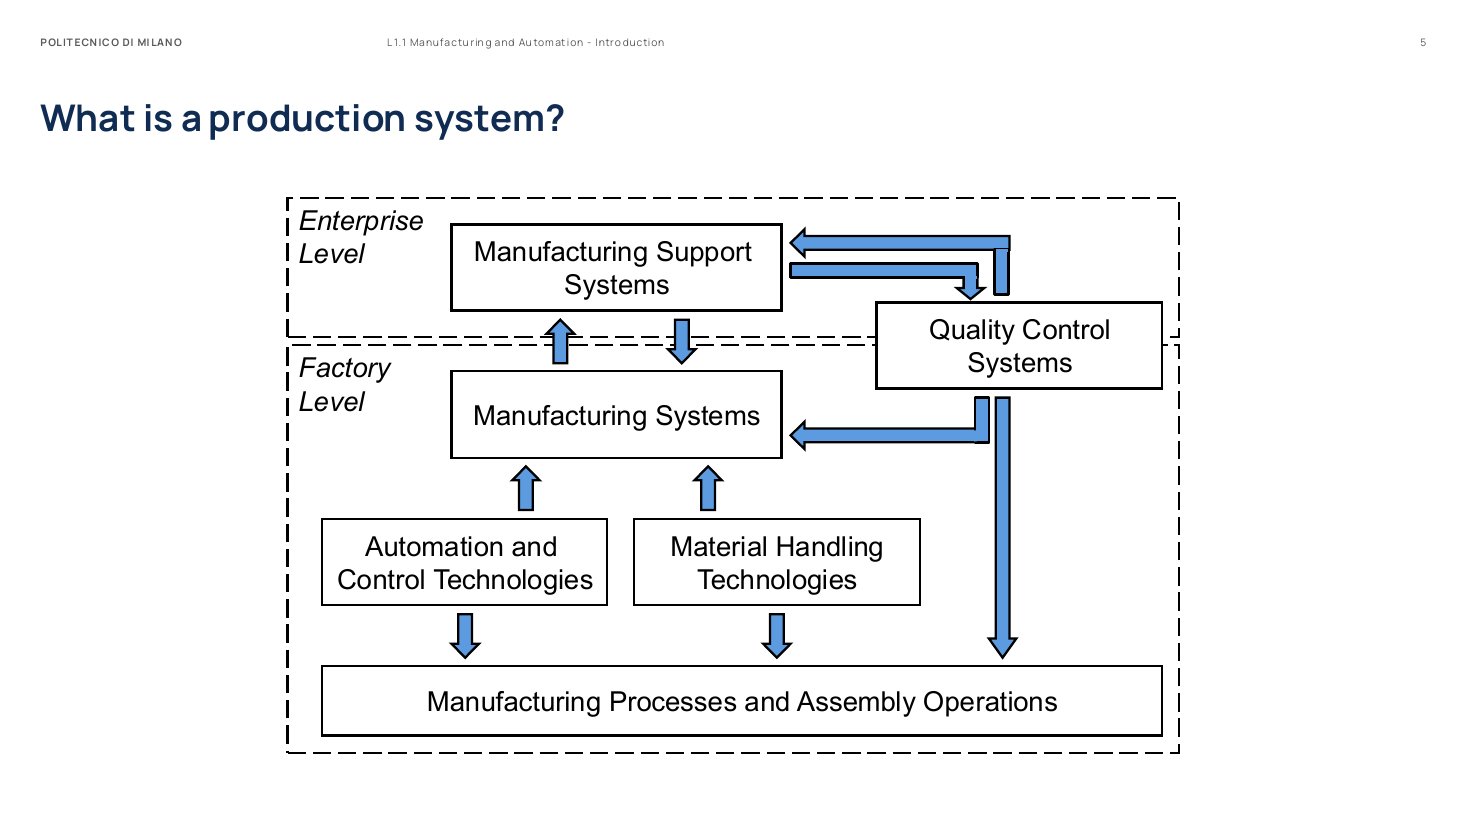 POLITECNICO DI MILANO
L1.1 Manufacturing and Automation - Introduction
5
What is a production system?
Enterprise
Level
Manufacturing Support
Systems
Quality Control
Systems
Factory
Level
Manufacturing Systems
Automation and
Control Technologies
Material Handling
Technologies
Manufacturing Processes and Assembly Operations